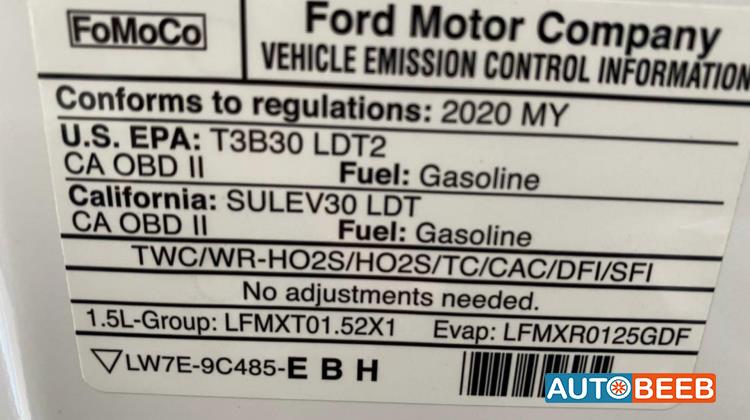 FoMoCo
Ford Motor Company
VEHICLE EMISSION CONTROL INFORMATION
Conforms to regulations: 2020 MY
U.S. EPA: T3B30 LDT2
CA OBD II Fuel: Gasoline
California: SULEV30 LDT
CA OBD II Fuel: Gasoline
TWC/WR-HO2S/HO2S/TC/CAC/DFI/SFI
No adjustments needed.
1.5L-Group: LFMXT01.52X1 Evap: LFMXR0125GDF
LW7E-9C485-E B H
AUTOBEEB